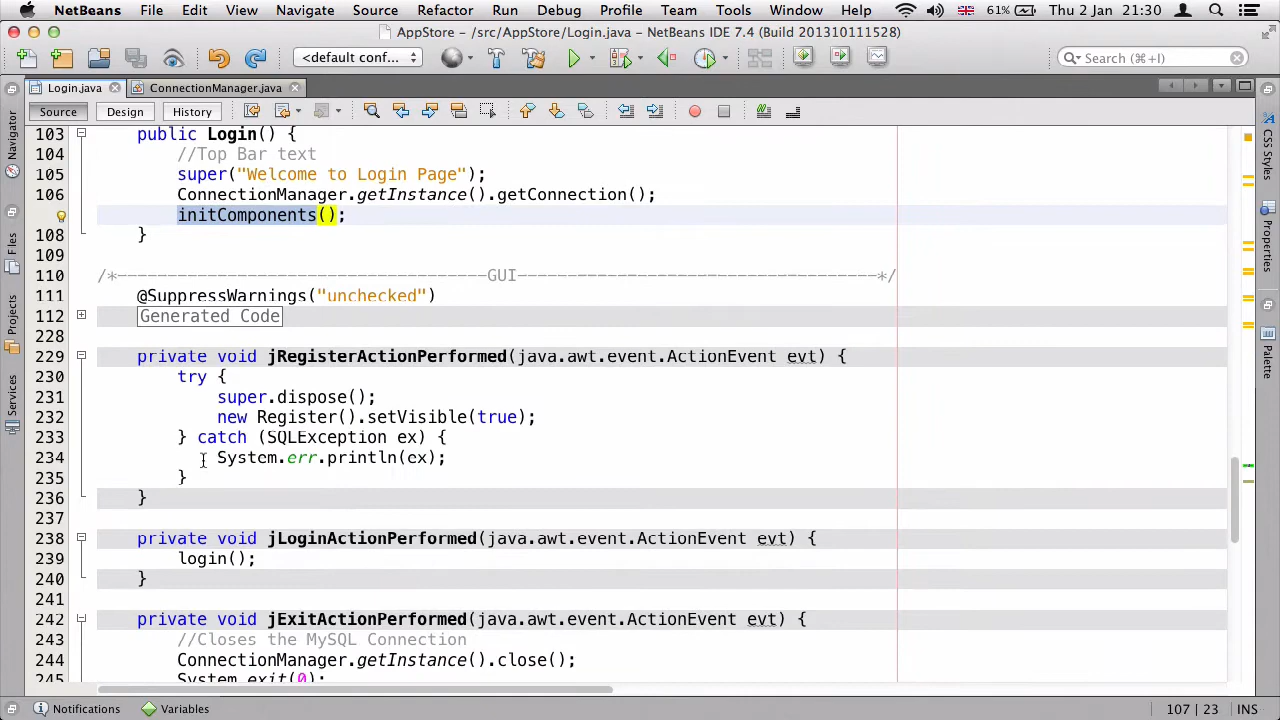 NetBeans File Edit View Navigate Source Refactor Run Debug Profile Team Tools Window Help 61% Thu 2 Jan 21:30
AppStore - /src/AppStore/Login.java - NetBeans IDE 7.4 (Build 201310111528)
<default conf... Search (⌘+I)
Login.java ConnectionManager.java
Source Design History
Navigator
Files
Projects
Services
103 public Login() {
104 //Top Bar text
105 super("Welcome to Login Page");
106 ConnectionManager.getInstance().getConnection();
initComponents();
108 }
109
110 /*---------------------------------------GUI------------------------------------*/
111 @SuppressWarnings("unchecked")
112 Generated Code
228
229 private void jRegisterActionPerformed(java.awt.event.ActionEvent evt) {
230 try {
231 super.dispose();
232 new Register().setVisible(true);
233 } catch (SQLException ex) {
234 System.err.println(ex);
235 }
236 }
237
238 private void jLoginActionPerformed(java.awt.event.ActionEvent evt) {
239 login();
240 }
241
242 private void jExitActionPerformed(java.awt.event.ActionEvent evt) {
243 //Closes the MySQL Connection
244 ConnectionManager.getInstance().close();
245 System.exit(0);
CSS Styles
Properties
Palette
Notifications Variables 107 | 23 INS